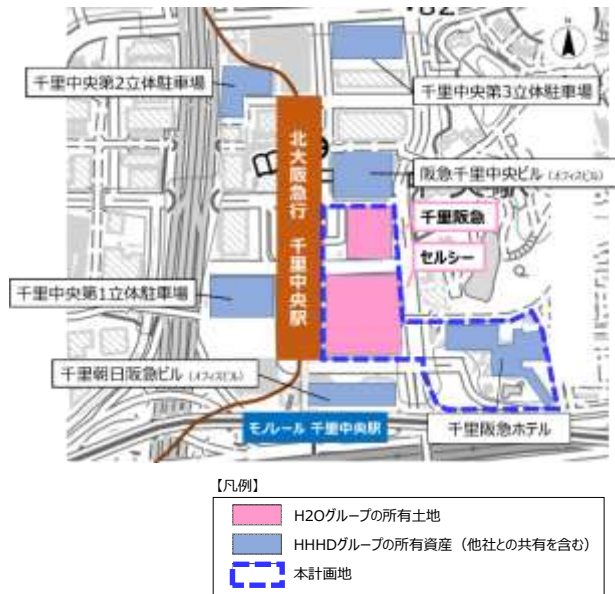 千里中央第2立体駐車場
千里中央第3立体駐車場
北大阪急行 千里中央駅
阪急千里中央ビル(オフィスビル)
千里阪急
セルシー
千里中央第1立体駐車場
千里朝日阪急ビル(オフィスビル)
モノレール 千里中央駅
千里阪急ホテル
【凡例】
H2Oグループの所有土地
HHHDグループの所有資産(他社との共有を含む)
本計画地